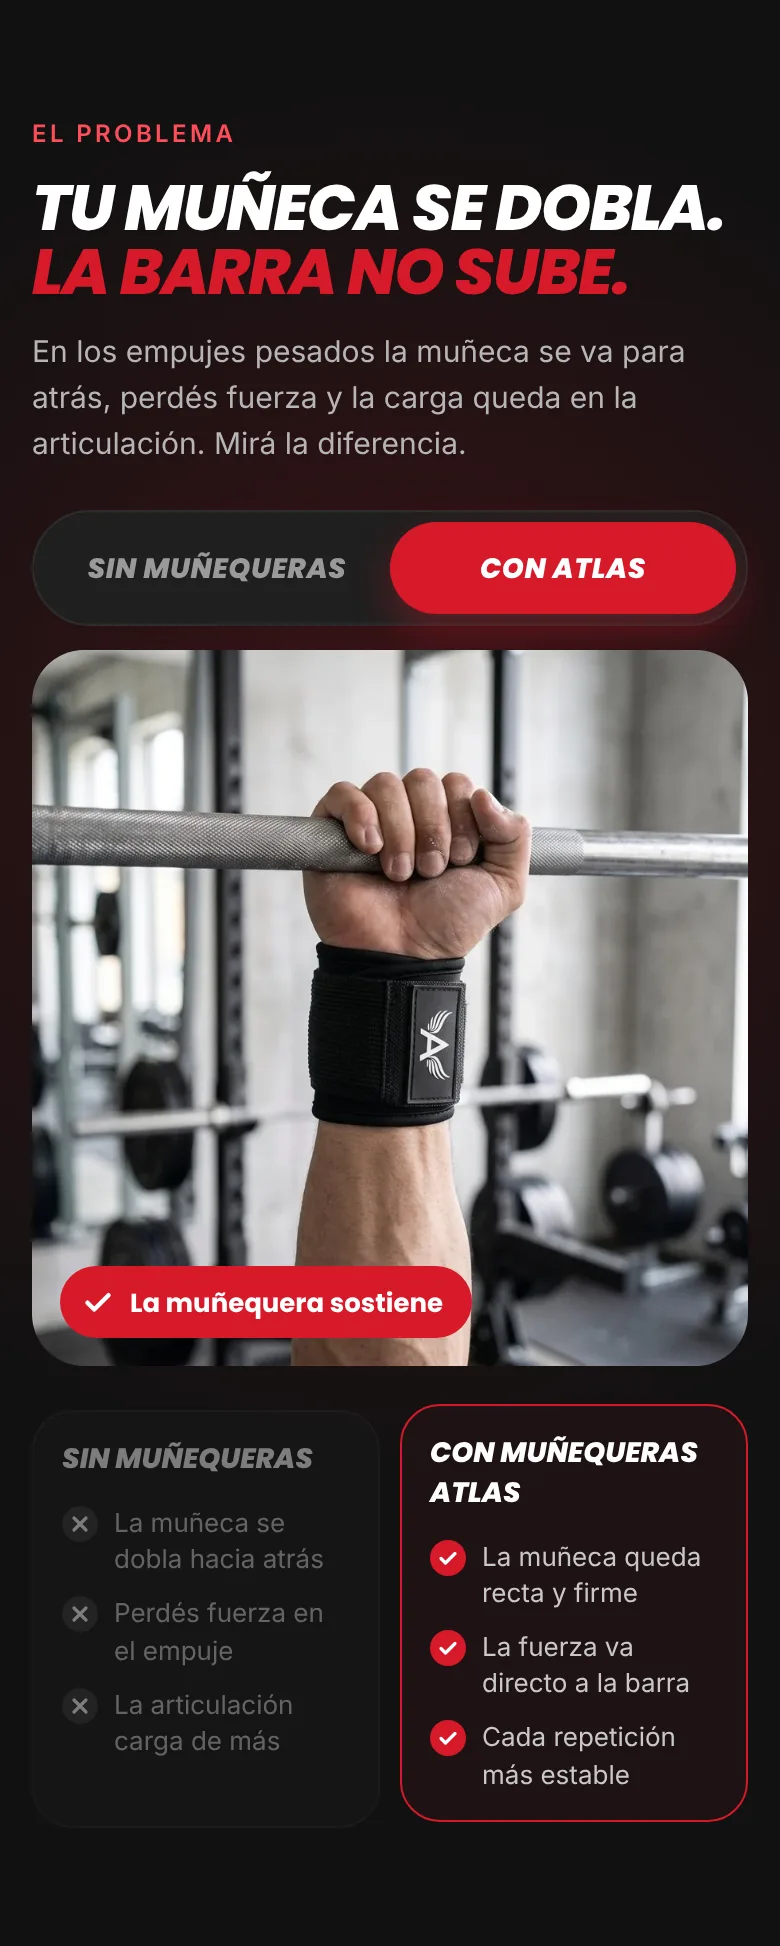 EL PROBLEMA
TU MUÑECA SE DOBLA.
LA BARRA NO SUBE.
En los empujes pesados la muñeca se va para
atrás, perdés fuerza y la carga queda en la
articulación. Mirá la diferencia.
SIN MUÑEQUERAS
CON ATLAS
A
La muñequera sostiene
SIN MUÑEQUERAS
La muñeca se
dobla hacia atrás
Perdés fuerza en
el empuje
La articulación
carga de más
CON MUÑEQUERAS
ATLAS
La muñeca queda
recta y firme
La fuerza va
directo a la barra
Cada repetición
más estable